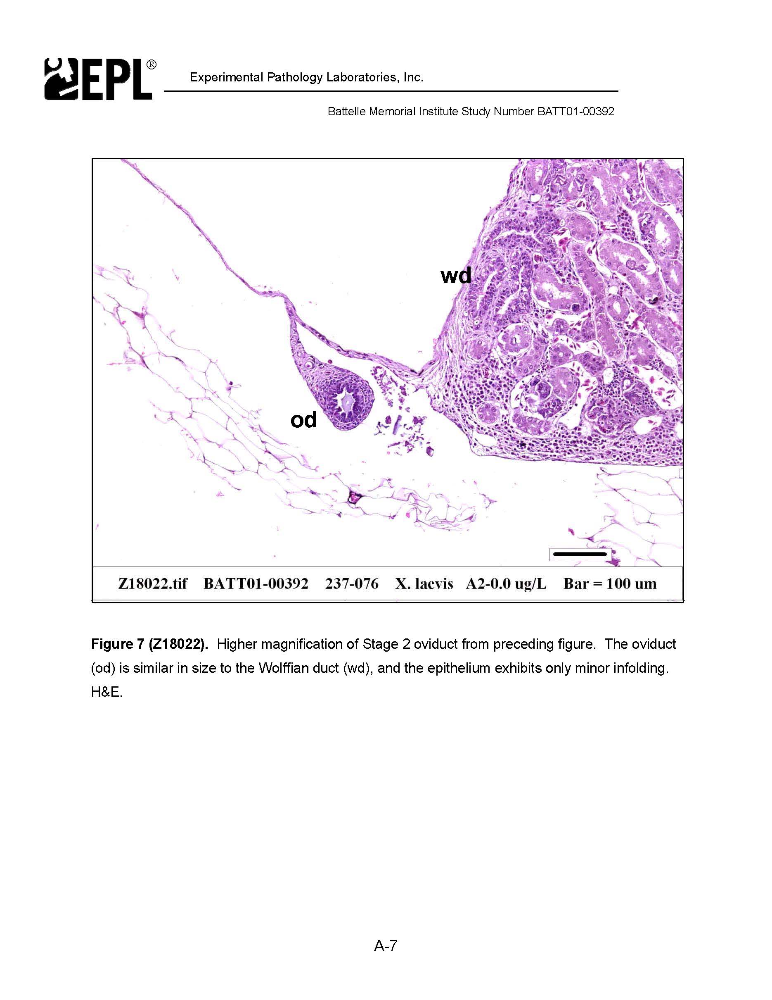 EPL®
Experimental Pathology Laboratories, Inc.
Battelle Memorial Institute Study Number BATT01-00392
wd
od
Z18022.tif BATT01-00392 237-076 X. laevis A2-0.0 ug/L Bar = 100 um
Figure 7 (Z18022). Higher magnification of Stage 2 oviduct from preceding figure. The oviduct
(od) is similar in size to the Wolffian duct (wd), and the epithelium exhibits only minor infolding.
H&E.
A-7